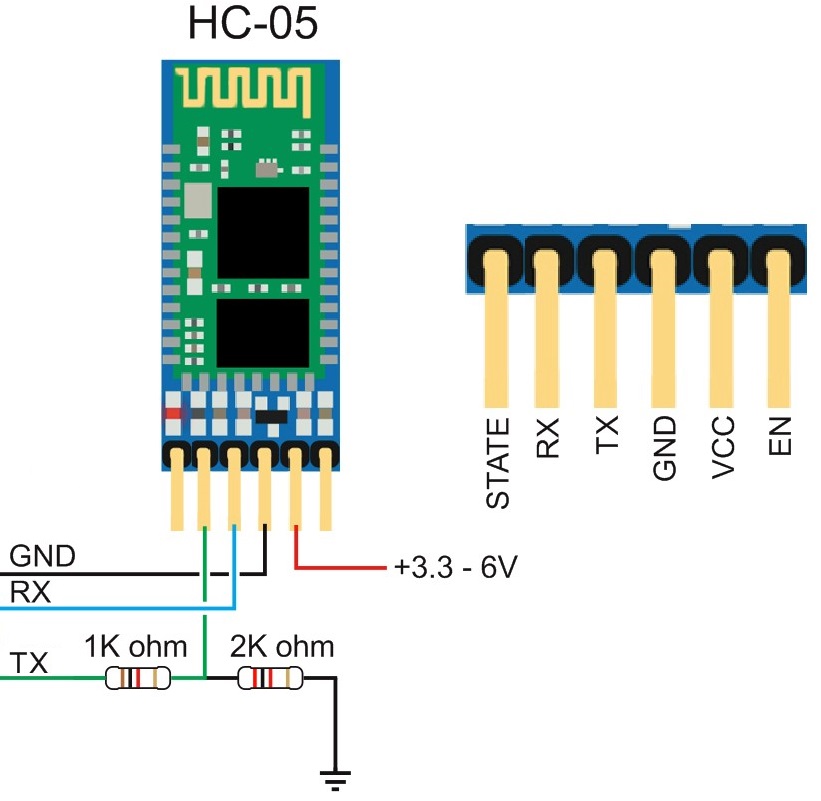 HC-05
STATE
RX
TX
GND
VCC
EN
GND
+3.3 - 6V
RX
1K ohm
2K ohm
TX